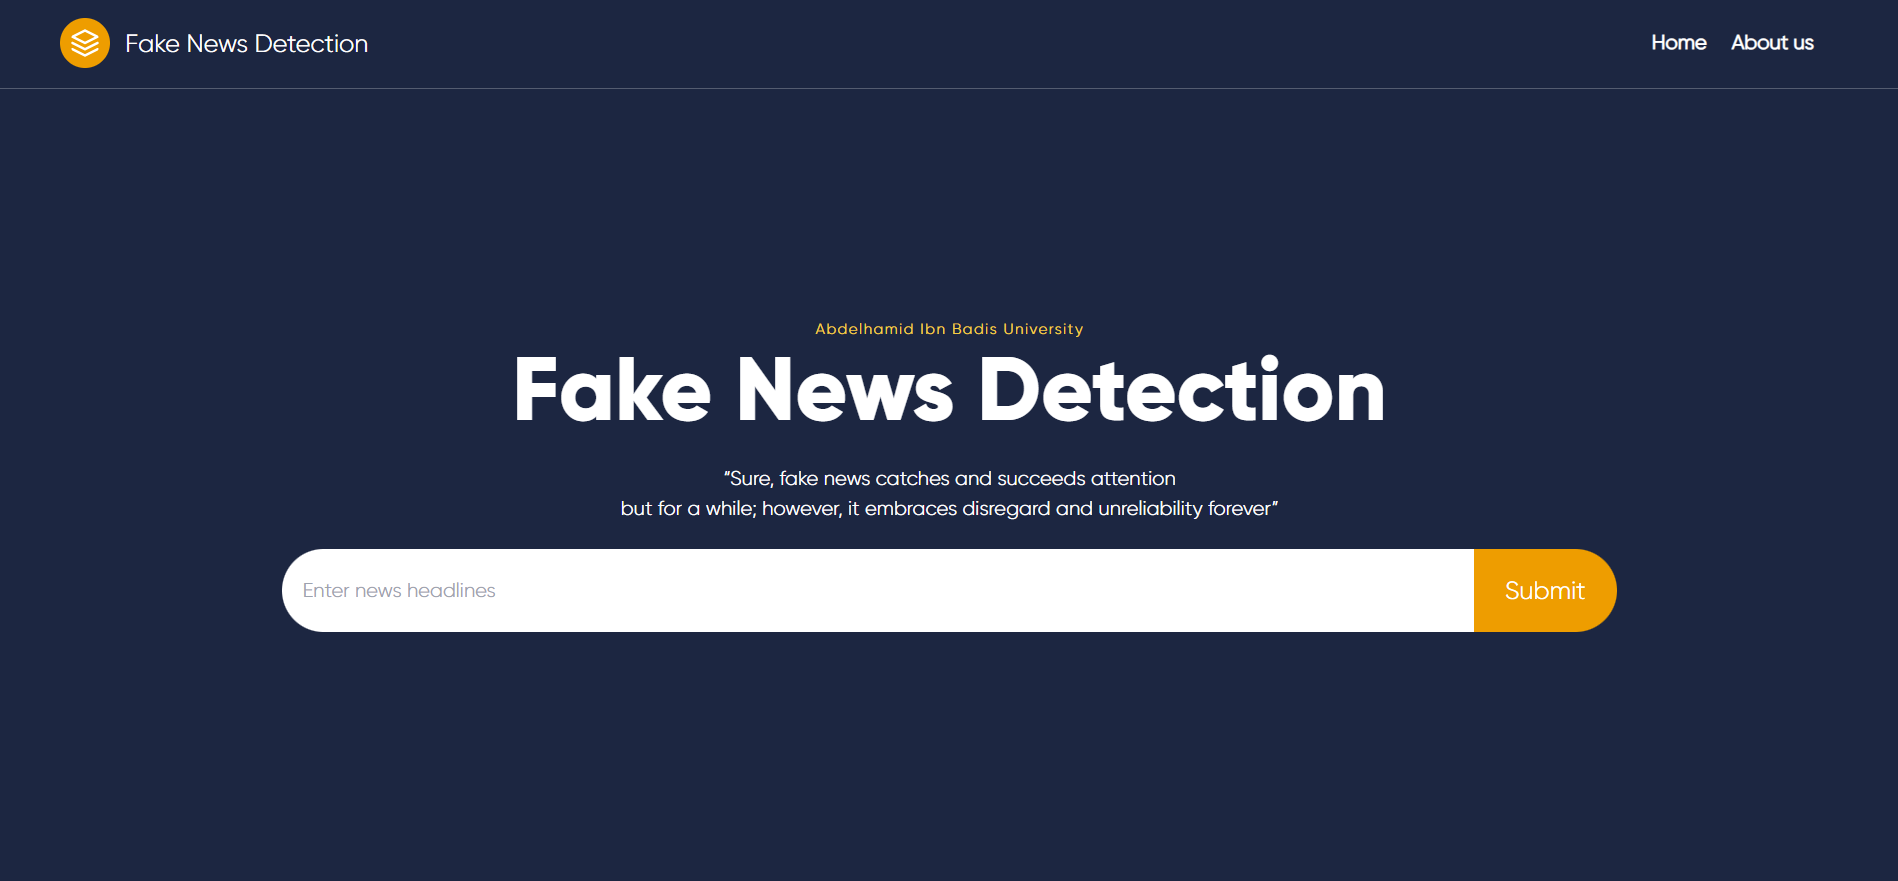 Fake News Detection
Home
About us
Abdelhamid Ibn Badis University
Fake News Detection
"Sure, fake news catches and succeeds attention
but for a while; however, it embraces disregard and unreliability forever"
Enter news headlines
Submit